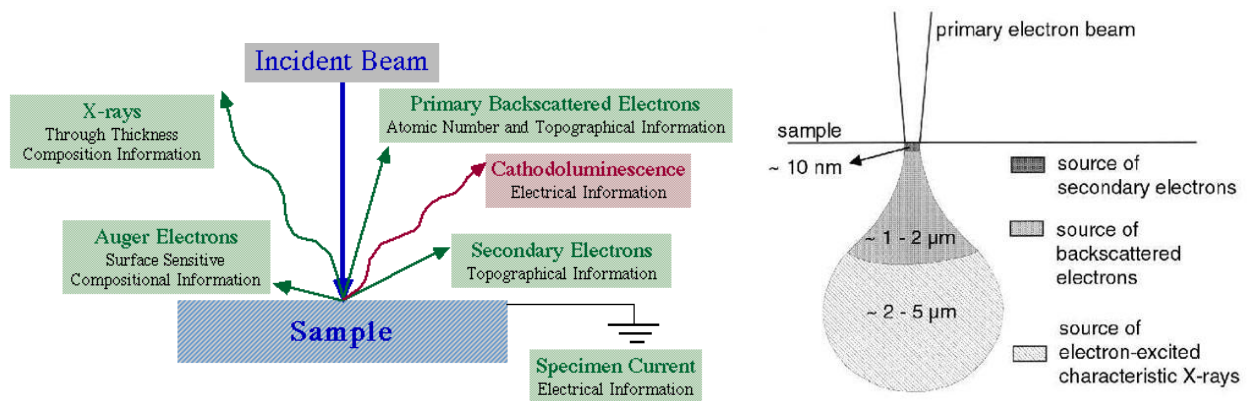 Incident Beam
X-rays
Through Thickness
Composition Information
Primary Backscattered Electrons
Atomic Number and Topographical Information
Cathodoluminescence
Electrical Information
Auger Electrons
Surface Sensitive
Compositional Information
Secondary Electrons
Topographical Information
Sample
Specimen Current
Electrical Information
primary electron beam
sample
~ 10 nm
source of
secondary electrons
~ 1 - 2 µm
source of
backscattered
electrons
~ 2 - 5 µm
source of
electron-excited
characteristic X-rays